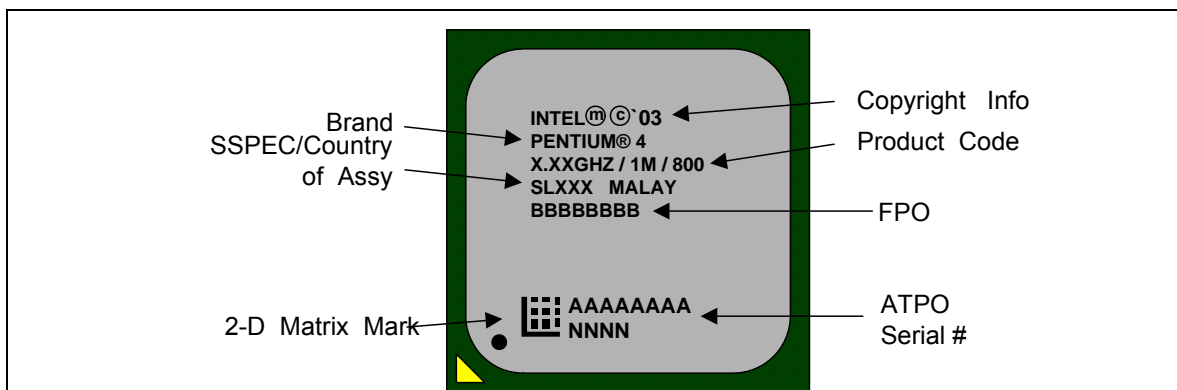 INTELⓜ ⓒ`03
PENTIUM® 4
X.XXGHZ / 1M / 800
SLXXX MALAY
BBBBBBBB
AAAAAAAA
NNNN
Brand
SSPEC/Country
of Assy
2-D Matrix Mark
Copyright Info
Product Code
FPO
ATPO
Serial #